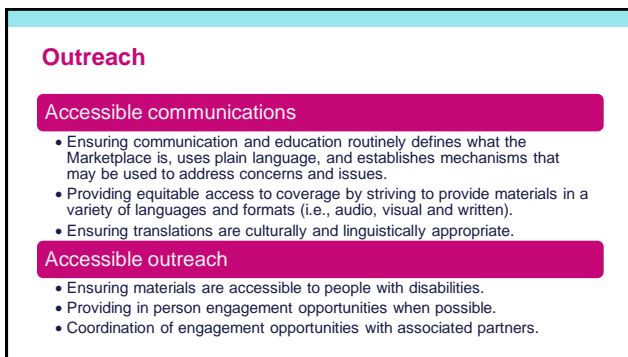 Outreach
Accessible communications
• Ensuring communication and education routinely defines what the
Marketplace is, uses plain language, and establishes mechanisms that
may be used to address concerns and issues.
• Providing equitable access to coverage by striving to provide materials in a
variety of languages and formats (i.e., audio, visual and written).
• Ensuring translations are culturally and linguistically appropriate.
Accessible outreach
• Ensuring materials are accessible to people with disabilities.
• Providing in person engagement opportunities when possible.
• Coordination of engagement opportunities with associated partners.